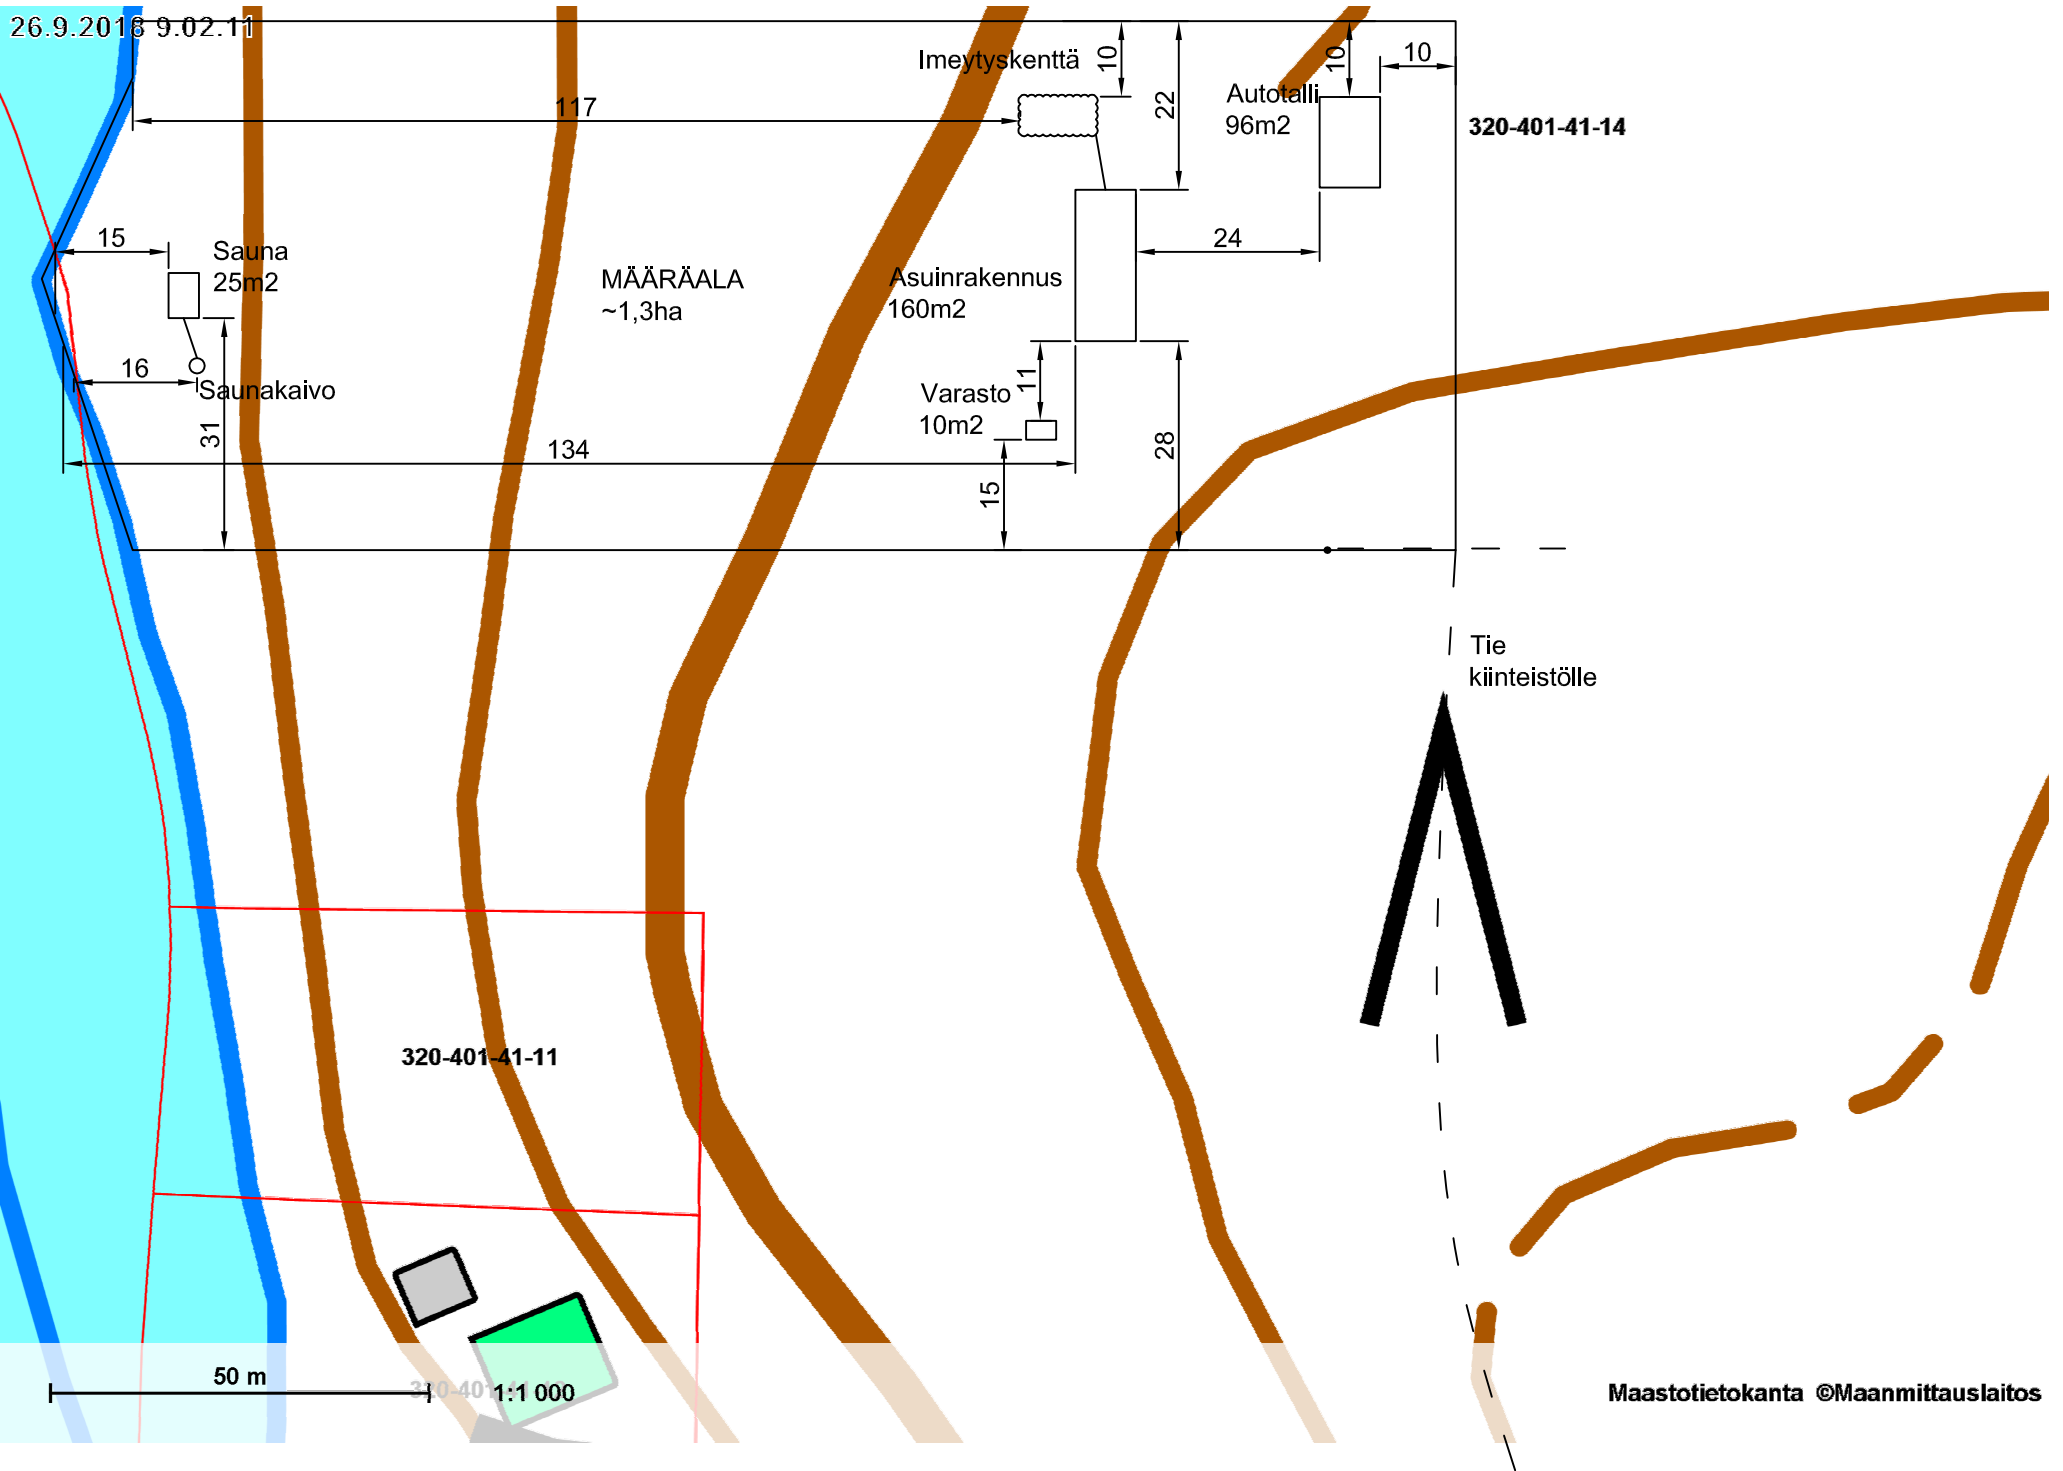 26.9.2018 9.02.11
Imeytyskenttä
10
10
10
117
22
Autotalli
96m2
320-401-41-14
15
Sauna
25m2
24
MÄÄRÄALA
~1,3ha
Asuinrakennus
160m2
16
Saunakaivo
11
Varasto
10m2
31
134
28
15
Tie
kiinteistölle
320-401-41-11
50 m
1:1 000
Maastotietokanta ©Maanmittauslaitos